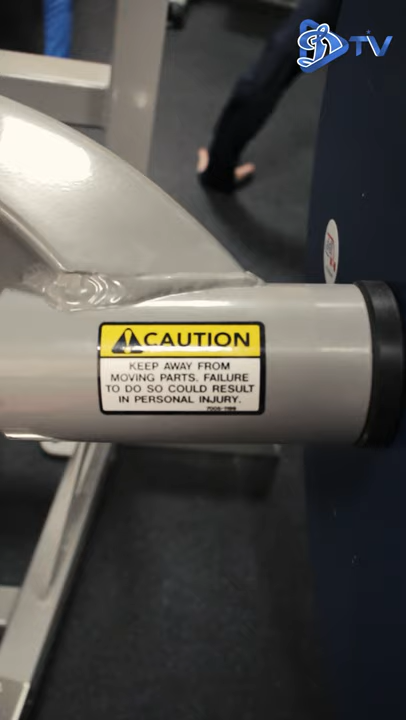 TV
CAUTION
KEEP AWAY FROM
MOVING PARTS. FAILURE
TO DO SO COULD RESULT
IN PERSONAL INJURY.